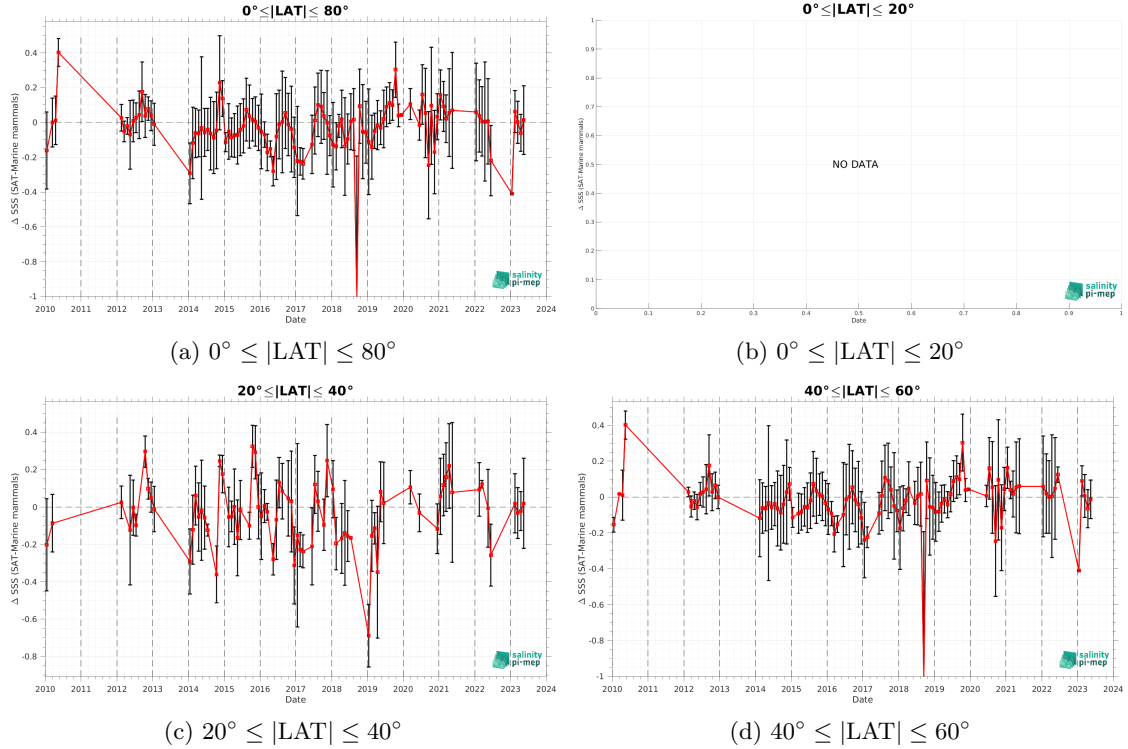 0°≤|LAT|≤ 80°
Δ SSS (SAT-Marine mammals)
0.4
0.2
0
-0.2
-0.4
-0.6
-0.8
-1
2010 2011 2012 2013 2014 2015 2016 2017 2018 2019 2020 2021 2022 2023 2024
Date
salinity
pi-mep
(a) 0° ≤ |LAT| ≤ 80°
0°≤|LAT|≤ 20°
Δ SSS (SAT-Marine mammals)
1
0.9
0.8
0.7
0.6
0.5
0.4
0.3
0.2
0.1
0
NO DATA
0 0.1 0.2 0.3 0.4 0.5 0.6 0.7 0.8 0.9 1
Date
salinity
pi-mep
(b) 0° ≤ |LAT| ≤ 20°
20°≤|LAT|≤ 40°
Δ SSS (SAT-Marine mammals)
0.4
0.2
0
-0.2
-0.4
-0.6
-0.8
2010 2011 2012 2013 2014 2015 2016 2017 2018 2019 2020 2021 2022 2023 2024
Date
salinity
pi-mep
(c) 20° ≤ |LAT| ≤ 40°
40°≤|LAT|≤ 60°
Δ SSS (SAT-Marine mammals)
0.4
0.2
0
-0.2
-0.4
-0.6
-0.8
-1
2010 2011 2012 2013 2014 2015 2016 2017 2018 2019 2020 2021 2022 2023 2024
Date
salinity
pi-mep
(d) 40° ≤ |LAT| ≤ 60°